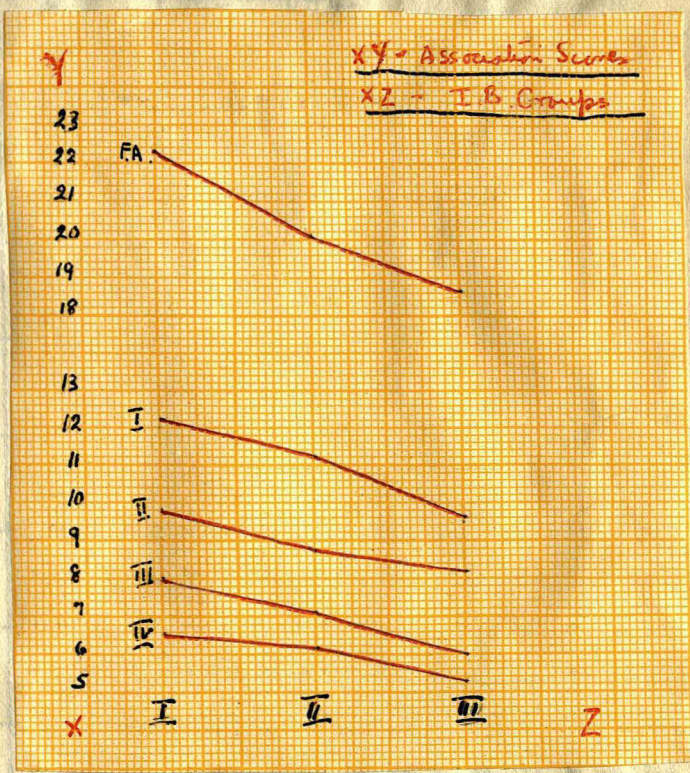 Y
XY - Association Scores
XZ - I.B. Groups
23
22 F.A.
21
20
19
18
13
12 I
11
10 II
9
8 III
7
6 IV
5
X I II III Z